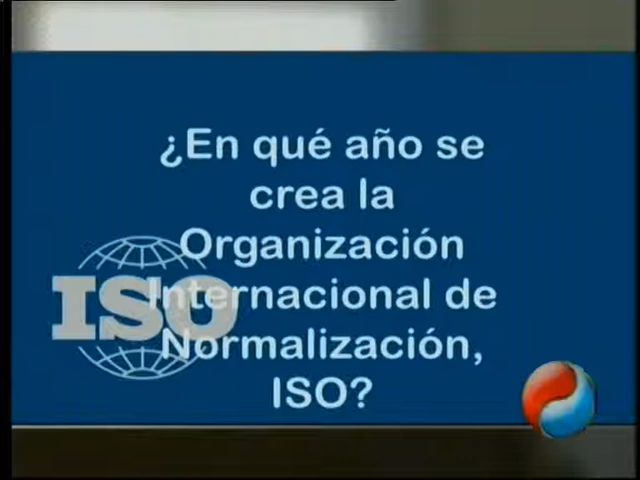 ¿En qué año se
crea la
Organización
Internacional de
Normalización,
ISO?
ISO